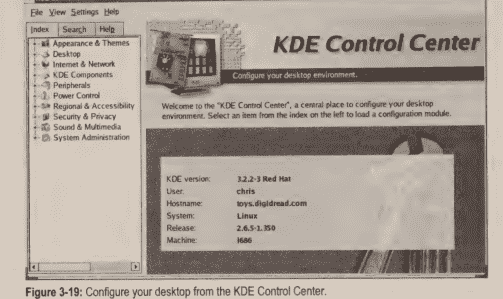 File View Settings Help
Index Search Help
KDE Control Center
Configure your desktop environment.
Appearance & Themes
Desktop
Internet & Network
KDE Components
Peripherals
Power Control
Regional & Accessibility
Security & Privacy
Sound & Multimedia
System Administration
Welcome to the "KDE Control Center", a central place to configure your desktop
environment. Select an item from the index on the left to load a configuration module.
KDE version: 3.2.2-3 Red Hat
User: chris
Hostname: toys.digidread.com
System: Linux
Release: 2.6.5-1.350
Machine: i686
Figure 3-19: Configure your desktop from the KDE Control Center.